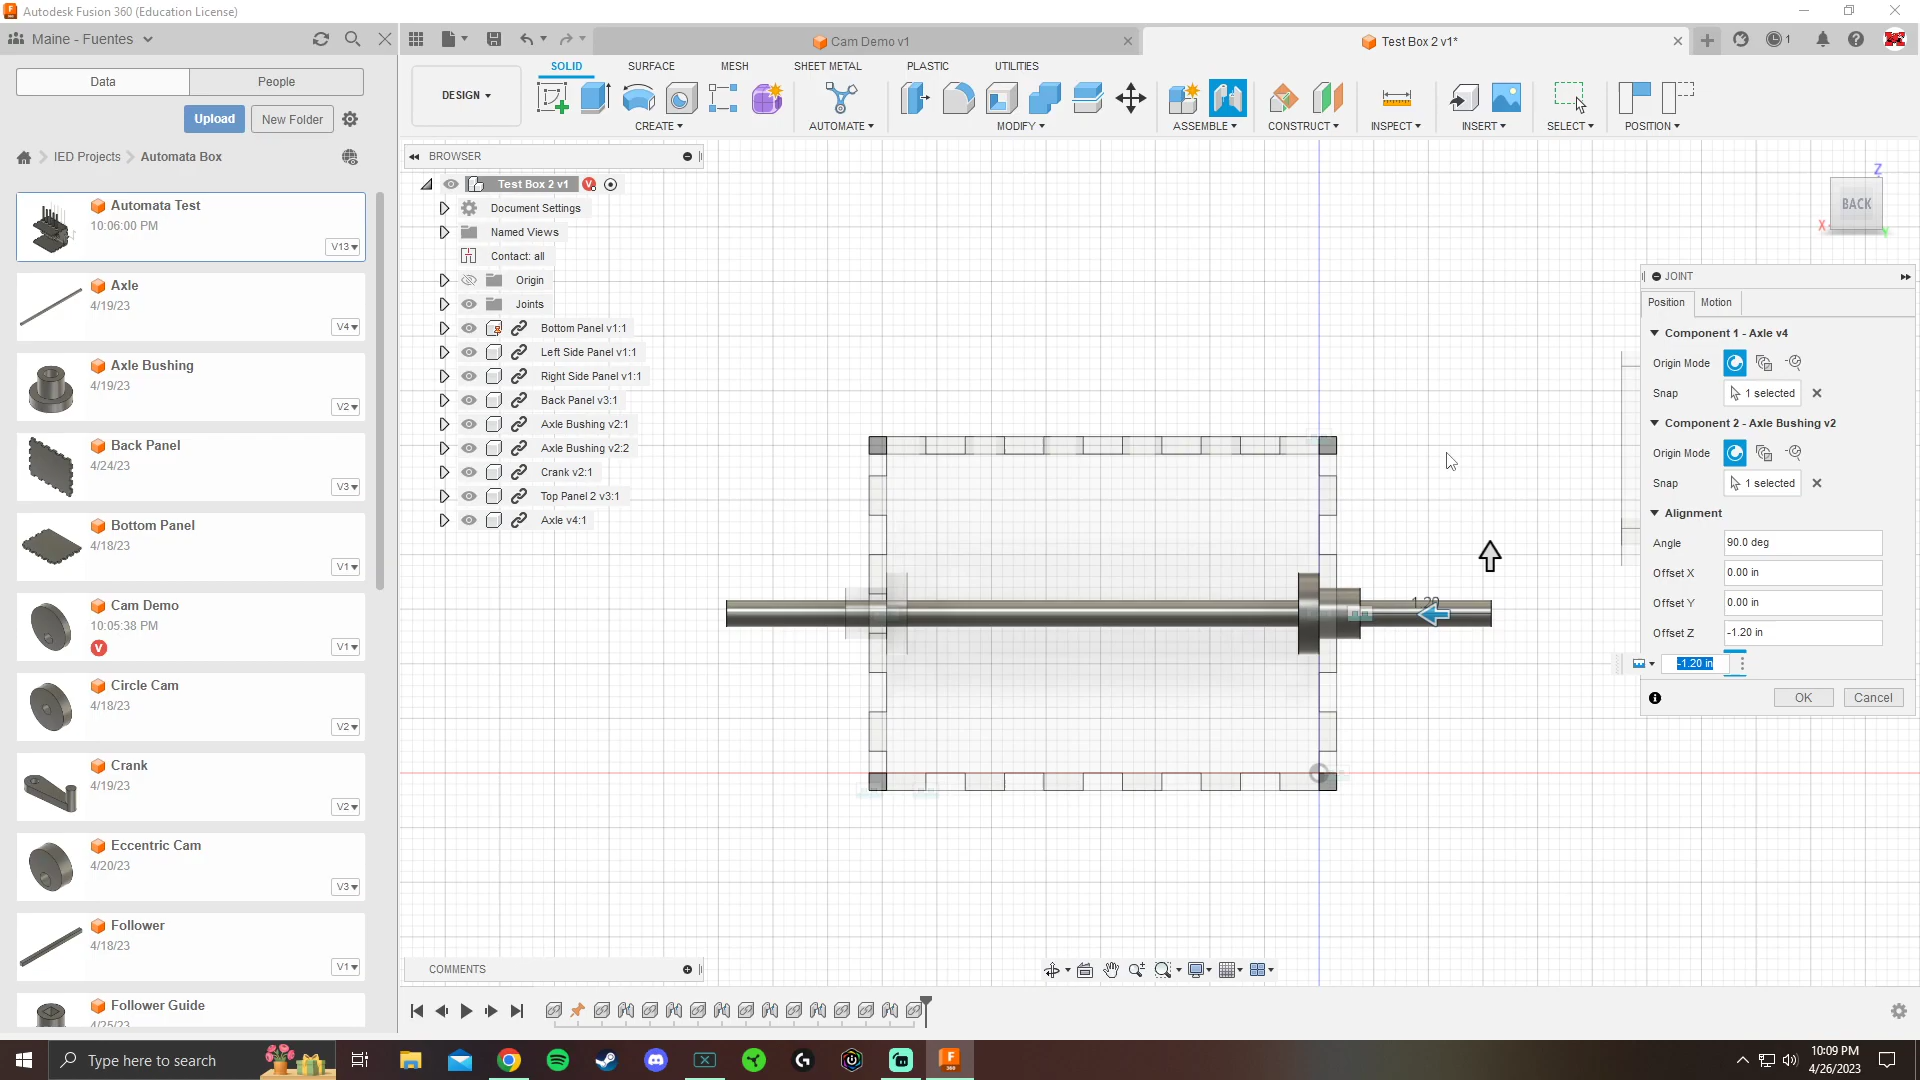 Autodesk Fusion 360 (Education License)
Maine - Fuentes
Data
People
Upload
New Folder
IED Projects
Automata Box
Automata Test
10:06:00 PM
V13
Axle
4/19/23
V4
Axle Bushing
4/19/23
V2
Back Panel
4/24/23
V3
Bottom Panel
4/18/23
V1
Cam Demo
10:05:38 PM
V1
Circle Cam
4/18/23
V2
Crank
4/19/23
V2
Eccentric Cam
4/20/23
V3
Follower
4/18/23
V1
Follower Guide
4/25/23
Cam Demo v1
Test Box 2 v1*
1
DESIGN
SOLID
SURFACE
MESH
SHEET METAL
PLASTIC
UTILITIES
CREATE
AUTOMATE
MODIFY
ASSEMBLE
CONSTRUCT
INSPECT
INSERT
SELECT
POSITION
BROWSER
Test Box 2 v1
Document Settings
Named Views
Contact: all
Origin
Joints
Bottom Panel v1:1
Left Side Panel v1:1
Right Side Panel v1:1
Back Panel v3:1
Axle Bushing v2:1
Axle Bushing v2:2
Crank v2:1
Top Panel 2 v3:1
Axle v4:1
1.20
Z
BACK
X
Y
JOINT
Position
Motion
Component 1 - Axle v4
Origin Mode
Snap
1 selected
Component 2 - Axle Bushing v2
Origin Mode
Snap
1 selected
Alignment
Angle
90.0 deg
Offset X
0.00 in
Offset Y
0.00 in
Offset Z
-1.20 in
-1.20 in
OK
Cancel
COMMENTS
Type here to search
10:09 PM
4/26/2023